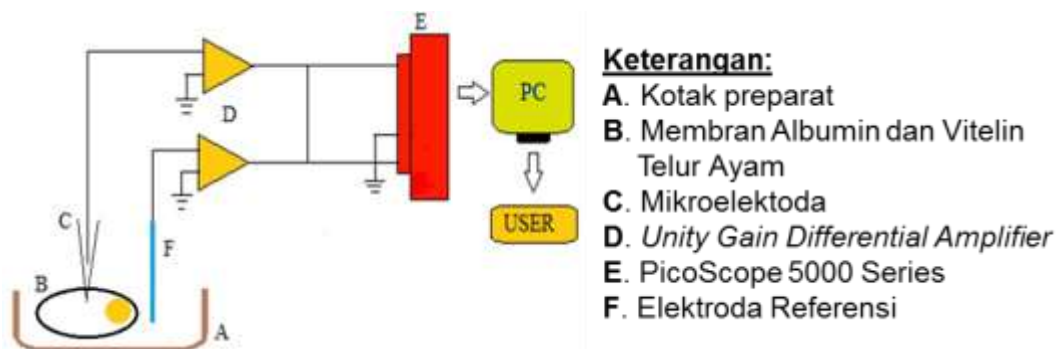 E
D
PC
C
F
USER
B
A
Keterangan:
A. Kotak preparat
B. Membran Albumin dan Vitelin
Telur Ayam
C. Mikroelektoda
D. Unity Gain Differential Amplifier
E. PicoScope 5000 Series
F. Elektroda Referensi